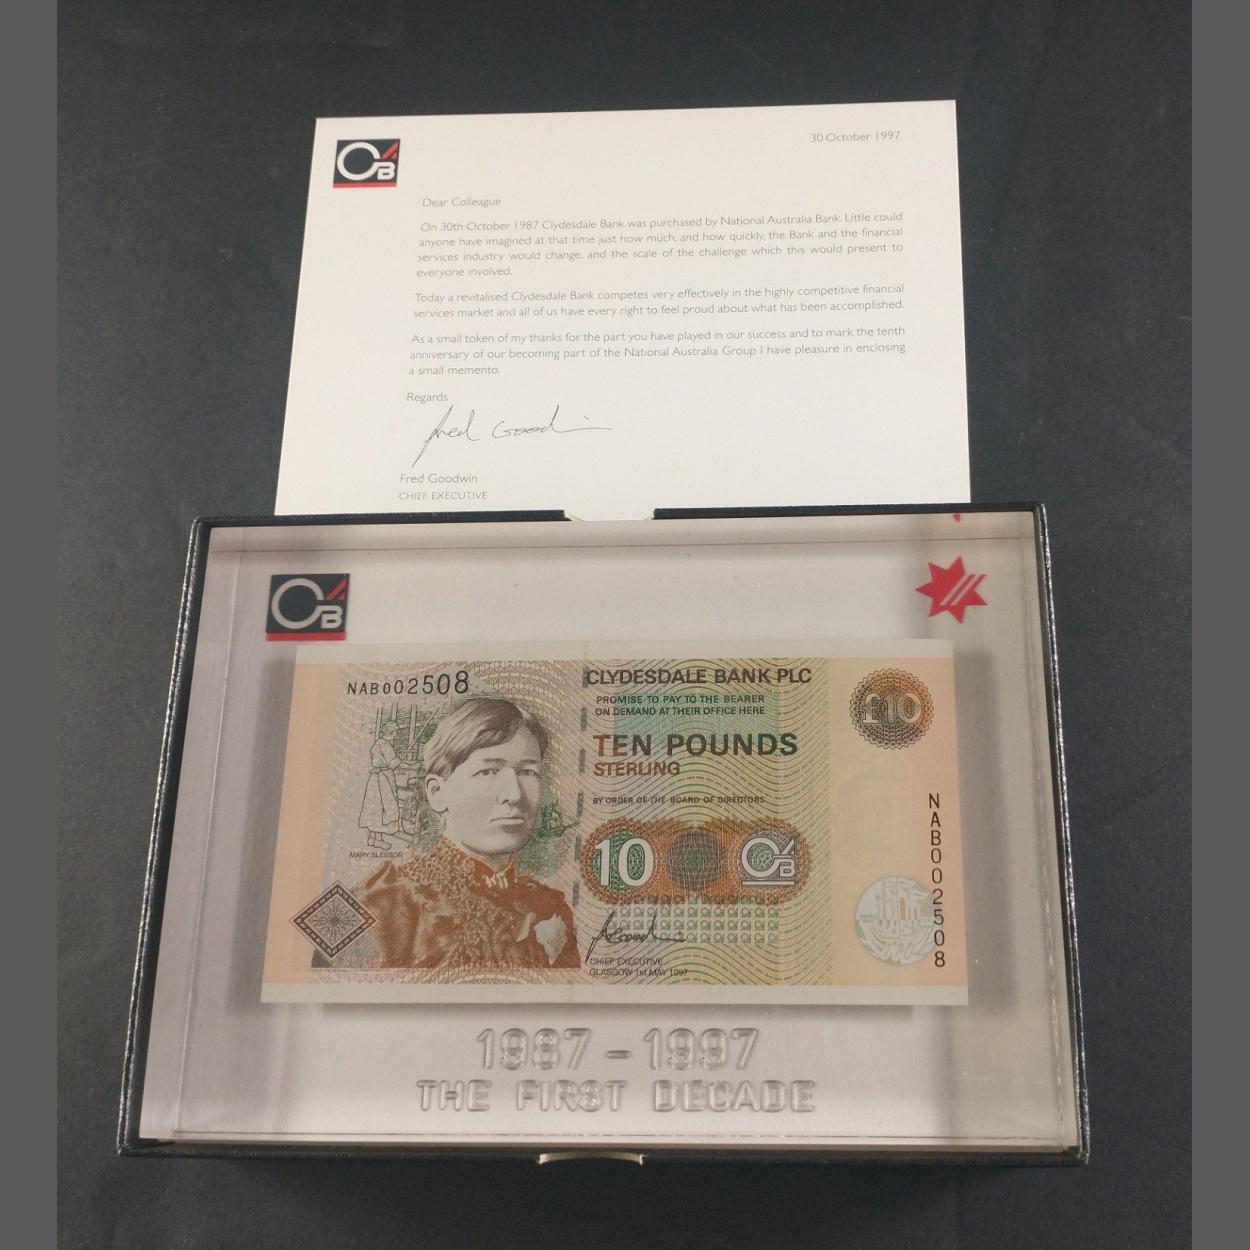 CB
30 October 1997
Dear Colleague
On 30th October 1987 Clydesdale Bank was purchased by National Australia Bank. Little could
anyone have imagined at that time just how much, and how quickly, the Bank and the financial
services industry would change, and the scale of the challenge which this would present to
everyone involved.
Today a revitalised Clydesdale Bank competes very effectively in the highly competitive financial
services market and all of us have every right to feel proud about what has been accomplished.
As a small token of my thanks for the part you have played in our success and to mark the tenth
anniversary of our becoming part of the National Australia Group I have pleasure in enclosing
a small memento.
Regards
Fred Goodwin
Fred Goodwin
CHIEF EXECUTIVE
CB
NAB002508
CLYDESDALE BANK PLC
PROMISE TO PAY TO THE BEARER
ON DEMAND AT THEIR OFFICE HERE
TEN POUNDS
STERLING
BY ORDER OF THE BOARD OF DIRECTORS
£10
MARY SLESSOR
10
CB
NAB002508
CHIEF EXECUTIVE
GLASGOW 1st MAY 1997
1987-1997
THE FIRST DECADE